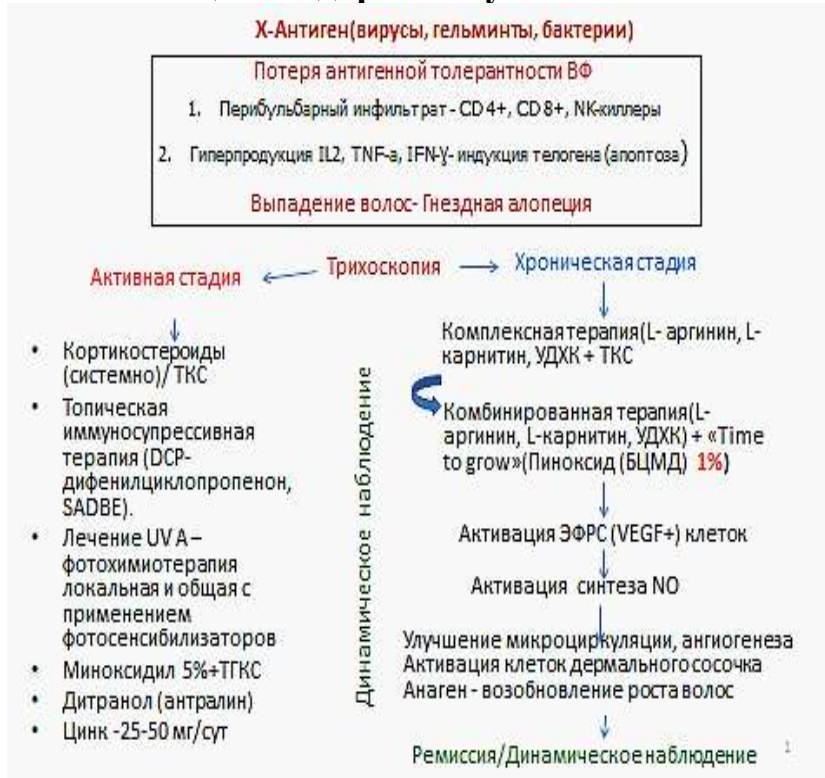 Х-Антиген(вирусы, гельминты, бактерии)
Потеря антигенной толерантности ВФ
1. Перибульбарный инфильтрат - CD 4+, CD 8+, NK-киллеры
2. Гиперпродукция IL2, TNF-a, IFN-Ɣ- индукция телогена (апоптоза)
Выпадение волос- Гнездная алопеция
Трихоскопия
Активная стадия
• Кортикостероиды
(системно)/ ТКС
• Топическая
иммуносупрессивная
терапия (DCP-
дифенилциклопропенон,
SADBE).
• Лечение UV A –
фотохимиотерапия
локальная и общая с
применением
фотосенсибилизаторов
• Миноксидил 5%+ТГКС
• Дитранол (антралин)
• Цинк -25-50 мг/сут
Динамическое наблюдение
Хроническая стадия
Комплексная терапия(L- аргинин, L-
карнитин, УДХК + ТКС
Комбинированная терапия(L-
аргинин, L-карнитин, УДХК) + «Time
to grow»(Пиноксид (БЦМД) 1%)
Активация ЭФРС (VEGF+) клеток
Активация синтеза NO
Улучшение микроциркуляции, ангиогенеза
Активация клеток дермального сосочка
Анаген - возобновление роста волос
Ремиссия/Динамическое наблюдение
1